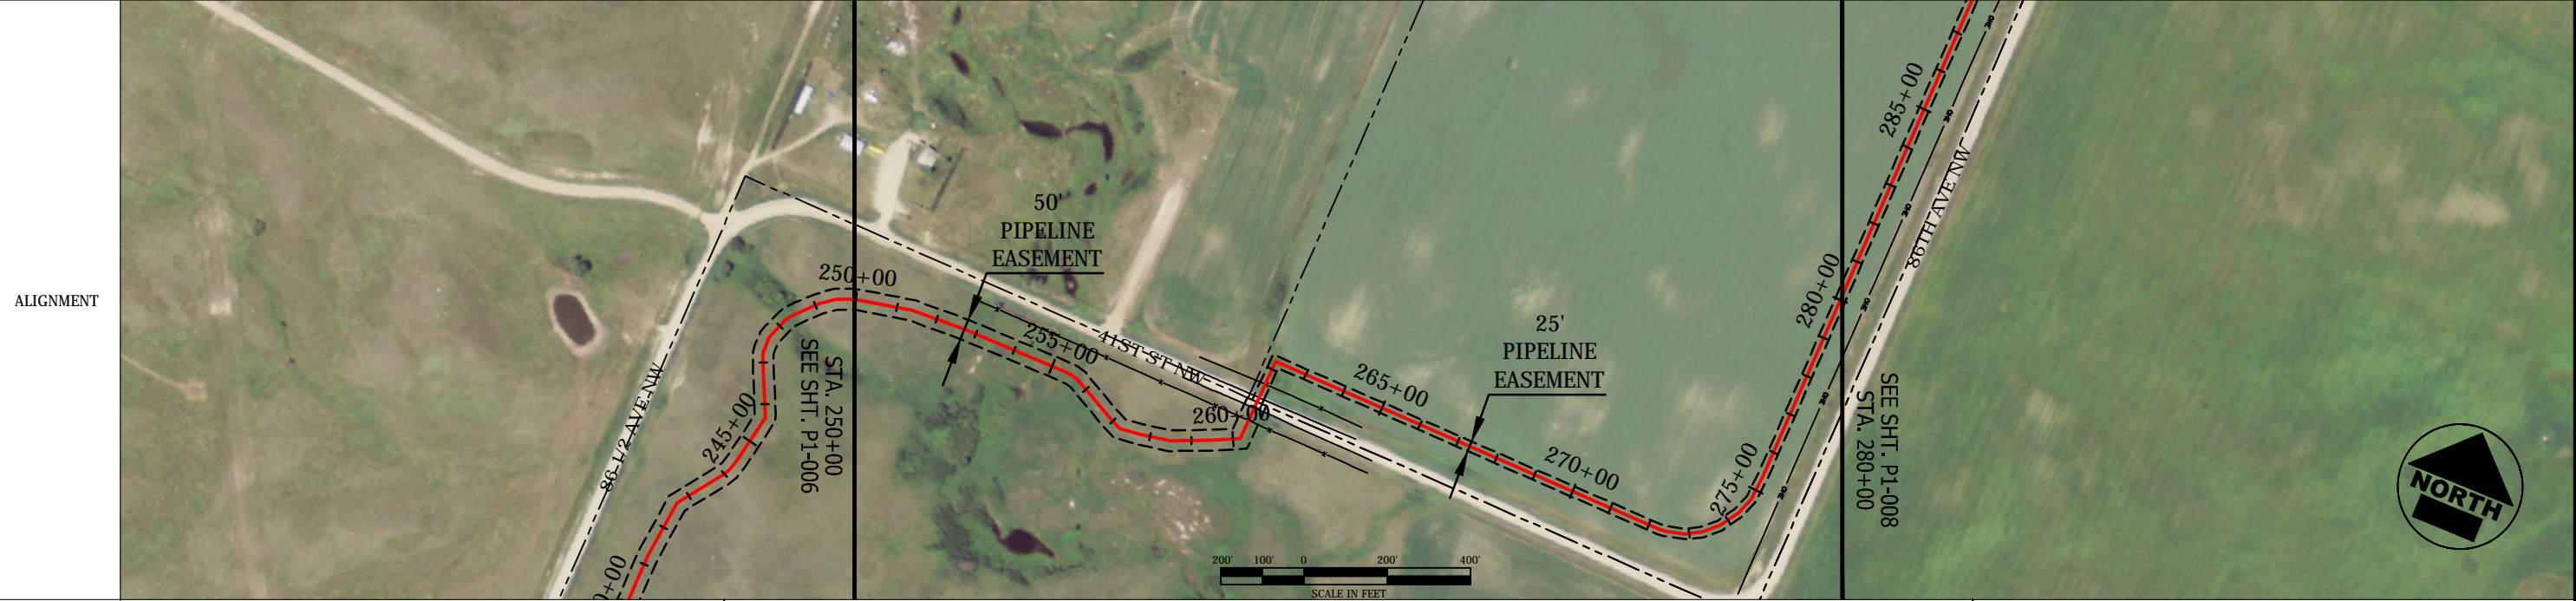 ALIGNMENT
50'
PIPELINE
EASEMENT
25'
PIPELINE
EASEMENT
245+00
250+00
255+00
260+00
265+00
270+00
275+00
280+00
285+00
86-1/2 AVE NW
41ST ST NW
86TH AVE NW
STA. 250+00
SEE SHT. P1-006
SEE SHT. P1-008
STA. 280+00
200' 100' 0 200' 400'
SCALE IN FEET
NORTH